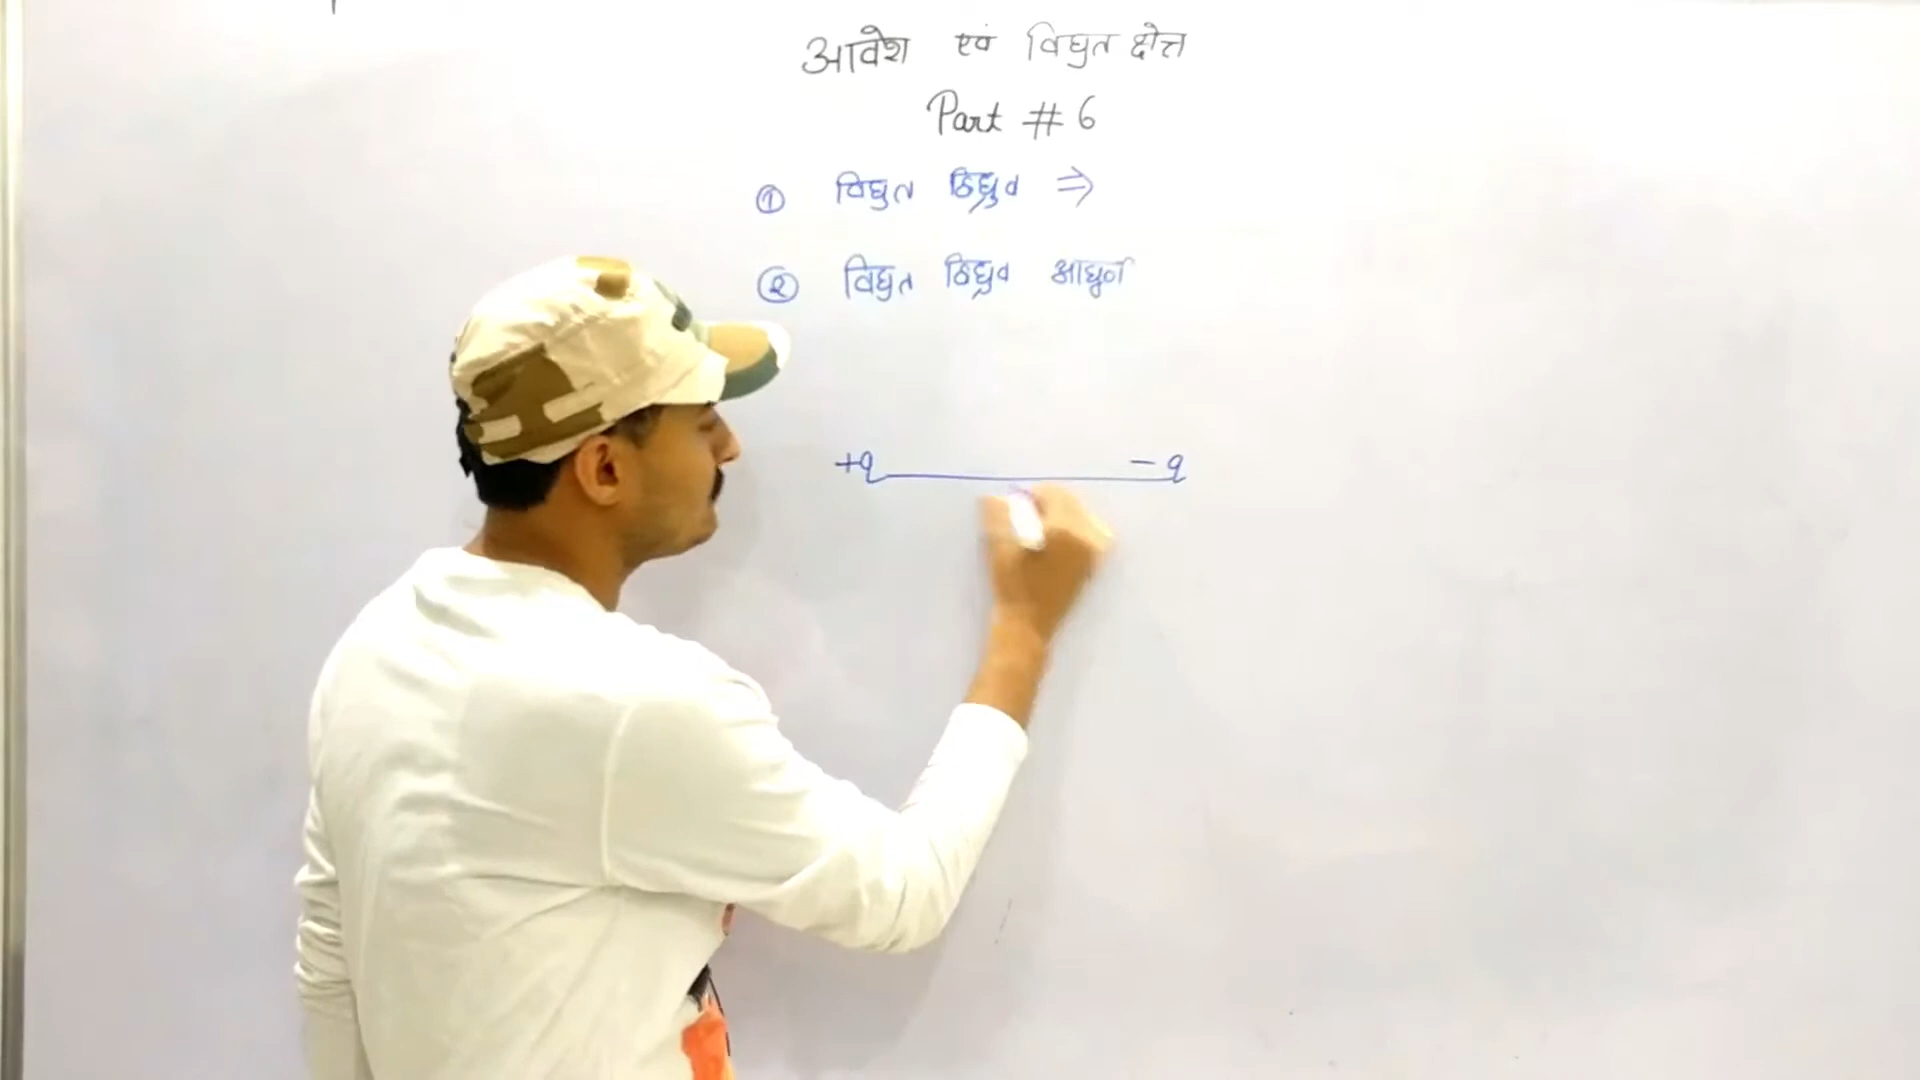 आवेश एवं विद्युत क्षेत्र
Part # 6
① विद्युत द्विध्रुव ⇒
② विद्युत द्विध्रुव आघूर्ण
+q - q